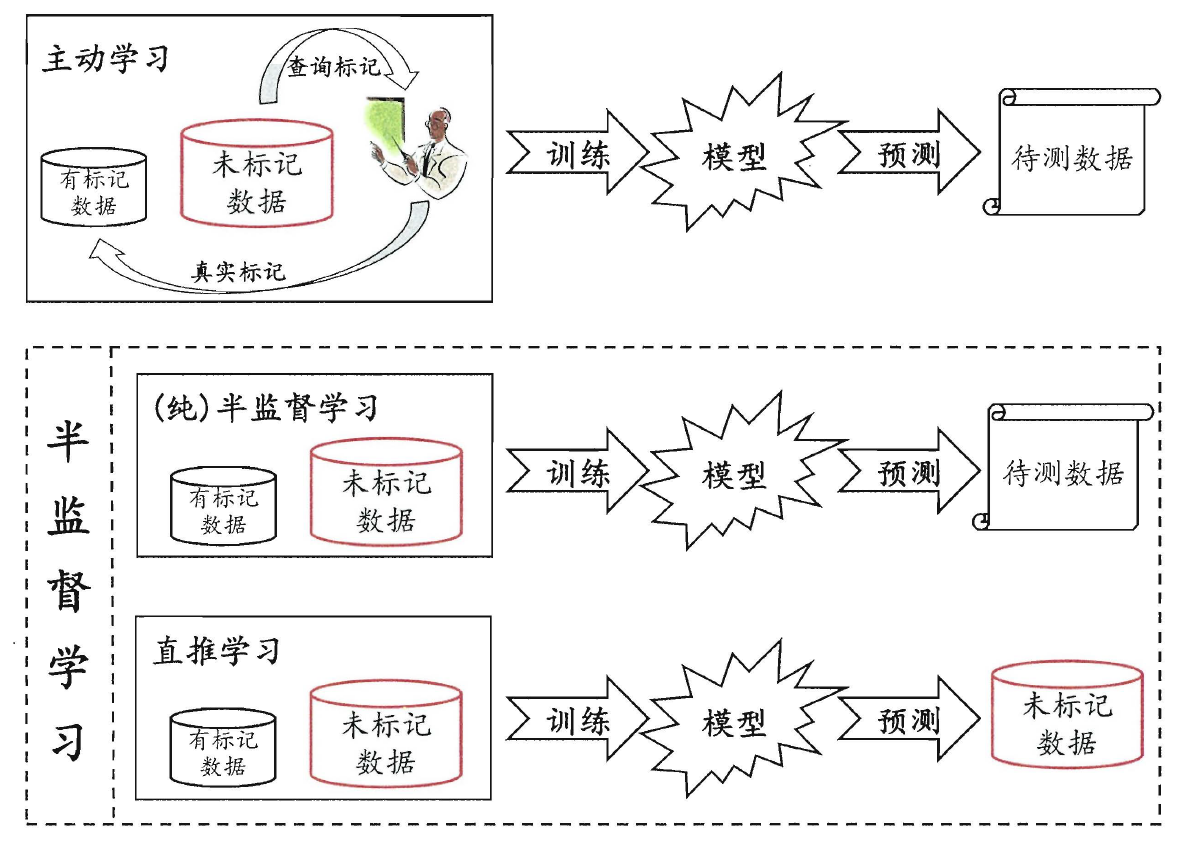 主动学习
查询标记
有标记
数据
未标记
数据
真实标记
训练
模型
预测
待测数据
半监督学习
(纯)半监督学习
有标记
数据
未标记
数据
训练
模型
预测
待测数据
直推学习
有标记
数据
未标记
数据
训练
模型
预测
未标记
数据